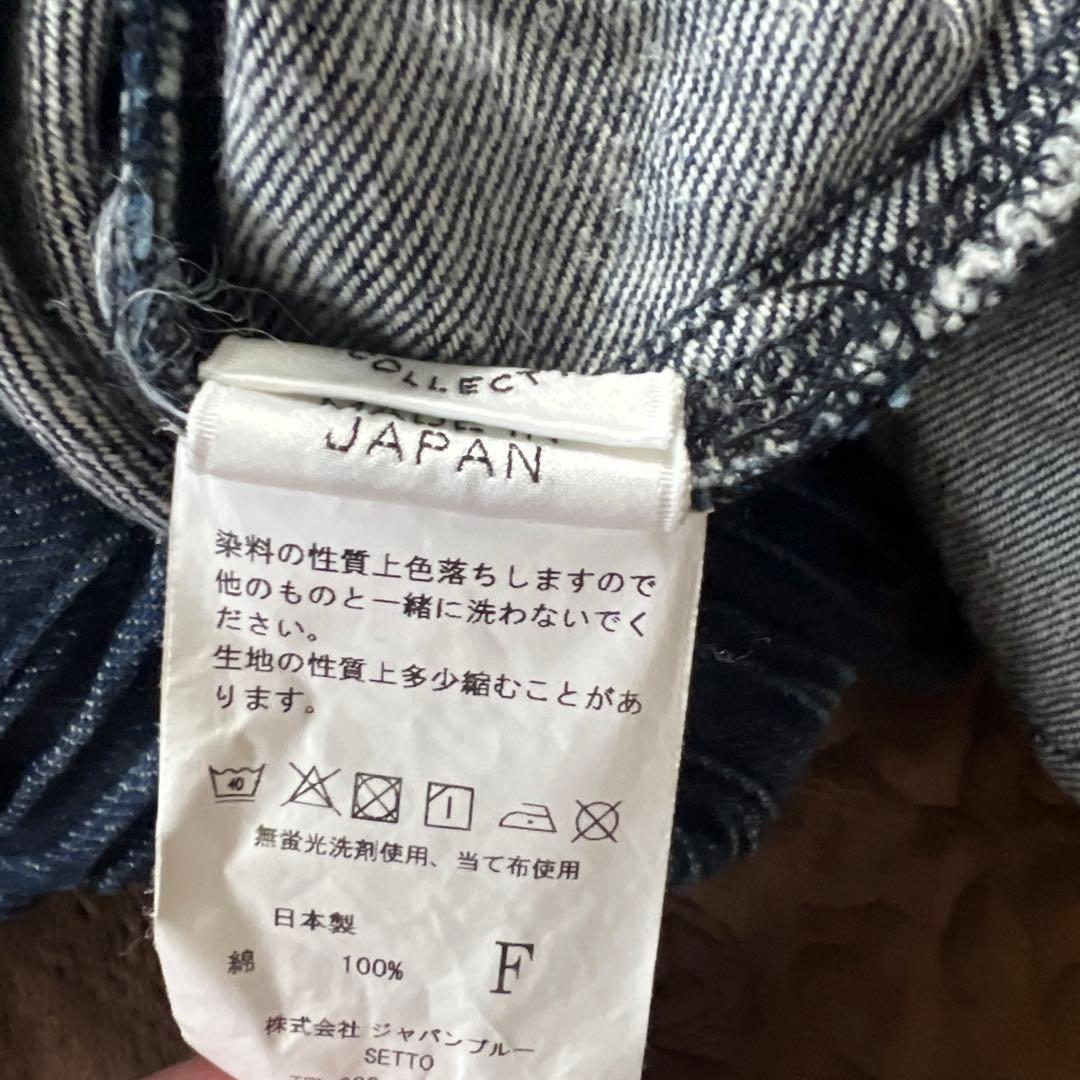 COLLECT
MADE IN
JAPAN
染料の性質上色落ちしますので
他のものと一緒に洗わないでく
ださい。
生地の性質上多少縮むことがあ
ります。
40
無蛍光洗剤使用、当て布使用
日本製
綿 100% F
株式会社 ジャパンブルー
SETTO